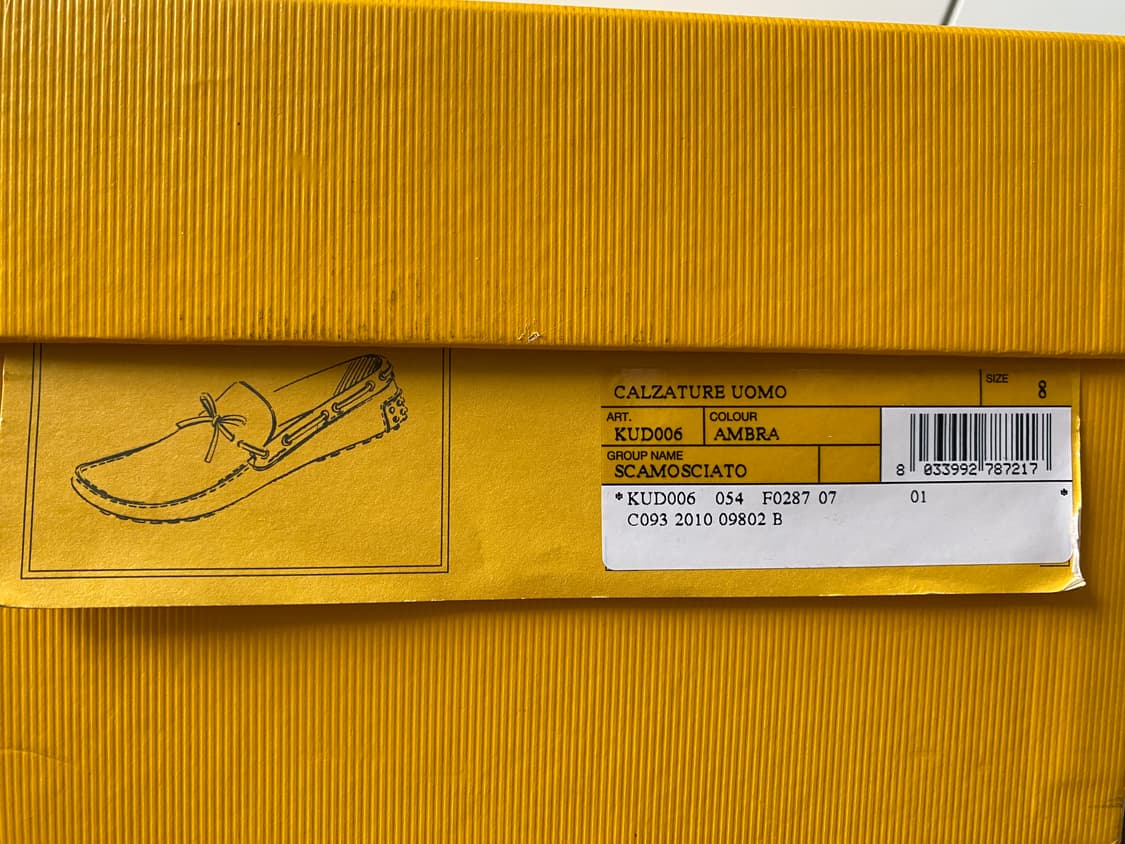 CALZATURE UOMO
SIZE 8
ART. COLOUR
KUD006 AMBRA
GROUP NAME
SCAMOSCIATO
8 033992 787217
*KUD006 054 F0287 07 01 *
C093 2010 09802 B